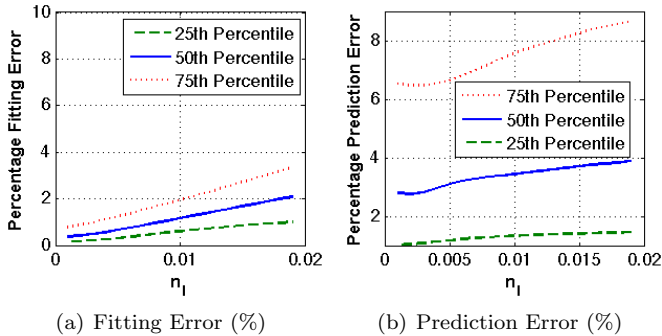 Percentage Fitting Error
10
8
6
4
2
0
25th Percentile
50th Percentile
75th Percentile
0
0.01
0.02
n_l
(a) Fitting Error (%)
Percentage Prediction Error
8
6
4
2
75th Percentile
50th Percentile
25th Percentile
0
0.005
0.01
0.015
0.02
n_l
(b) Prediction Error (%)